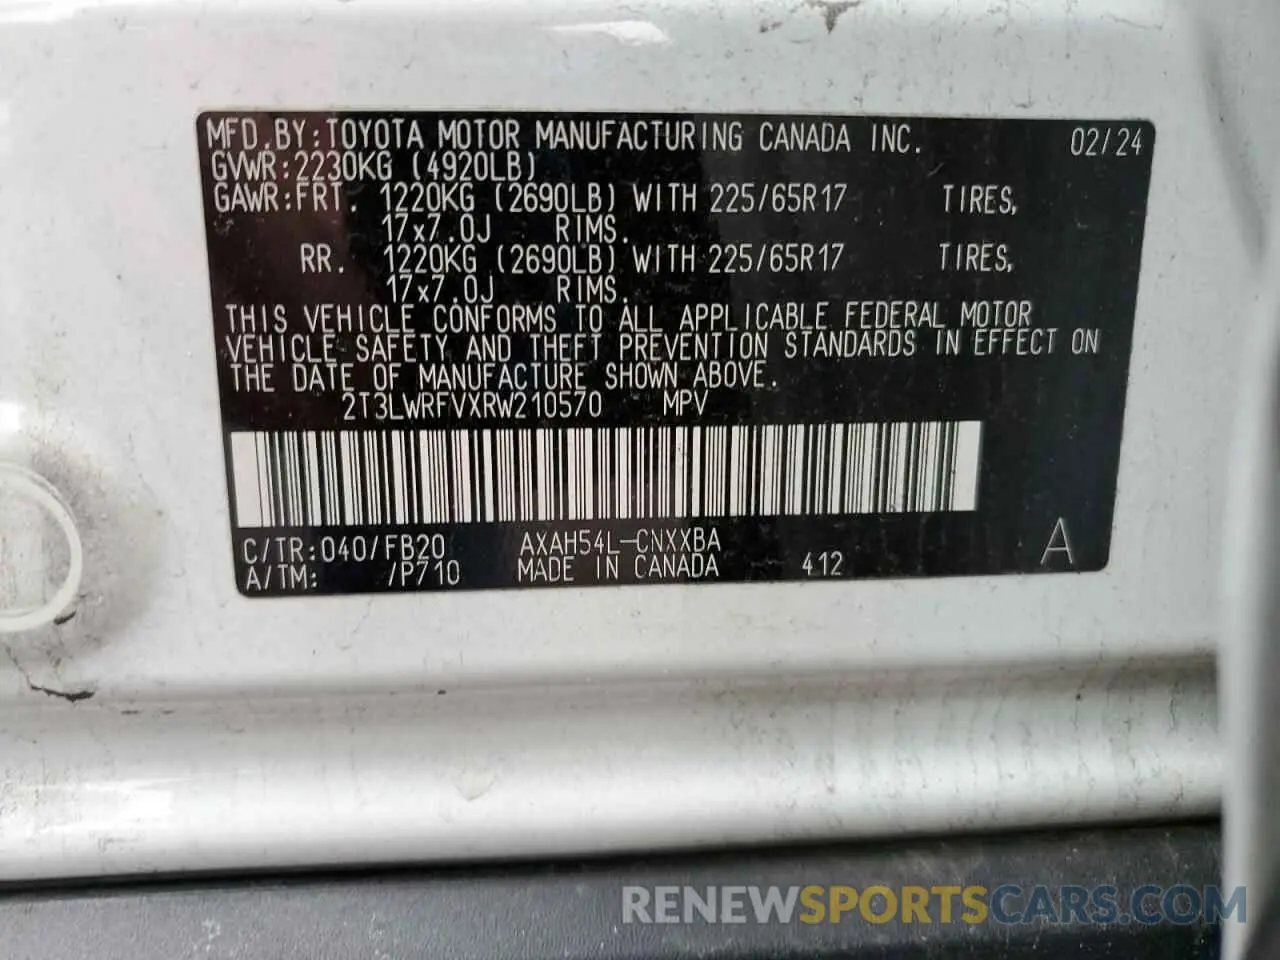 MFD.BY:TOYOTA MOTOR MANUFACTURING CANADA INC. 02/24
GVWR:2230KG (4920LB)
GAWR:FRT. 1220KG (2690LB) WITH 225/65R17 TIRES,
17x7.0J RIMS.
RR. 1220KG (2690LB) WITH 225/65R17 TIRES,
17x7.0J RIMS.
THIS VEHICLE CONFORMS TO ALL APPLICABLE FEDERAL MOTOR
VEHICLE SAFETY AND THEFT PREVENTION STANDARDS IN EFFECT ON
THE DATE OF MANUFACTURE SHOWN ABOVE.
2T3LWRFVXRW210570 MPV
C/TR:040/FB20 AXAH54L-CNXXBA A
A/TM: /P710 MADE IN CANADA 412
RENEWSPORTSCARS.COM